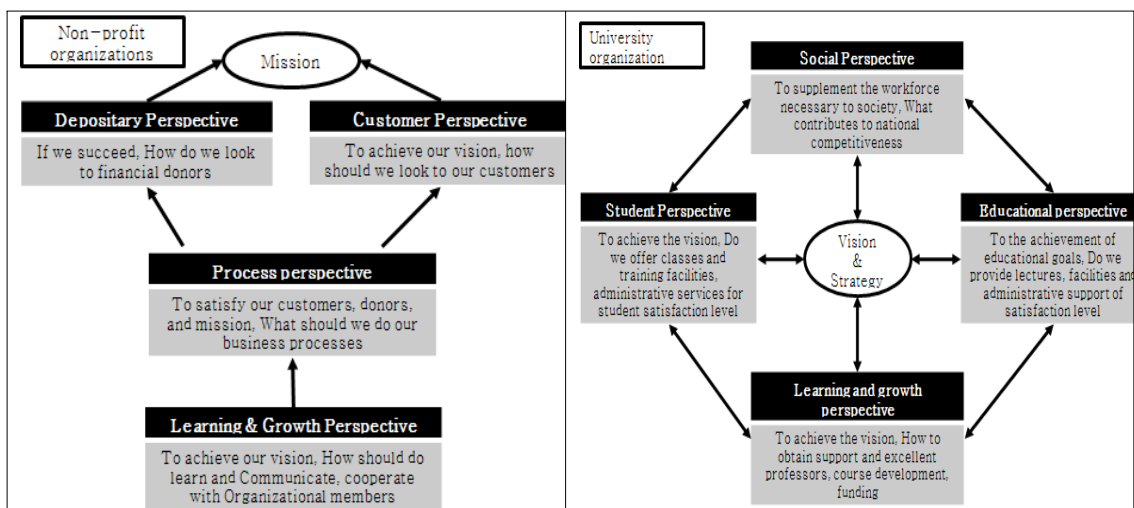 Non-profit
organizations
Mission
Depositary Perspective
If we succeed, How do we look
to financial donors
Customer Perspective
To achieve our vision, how
should we look to our customers
Process perspective
To satisfy our customers, donors,
and mission, What should we do our
business processes
Learning & Growth Perspective
To achieve our vision, How should do
learn and Communicate, cooperate
with Organizational members
University
organization
Social Perspective
To supplement the workforce
necessary to society, What
contributes to national
competitiveness
Student Perspective
To achieve the vision, Do
we offer classes and
training facilities,
administrative services for
student satisfaction level
Vision
&
Strategy
Educational perspective
To the achievement of
educational goals, Do we
provide lectures, facilities and
administrative support of
satisfaction level
Learning and growth
perspective
To achieve the vision, How to
obtain support and excellent
professors, course development,
funding